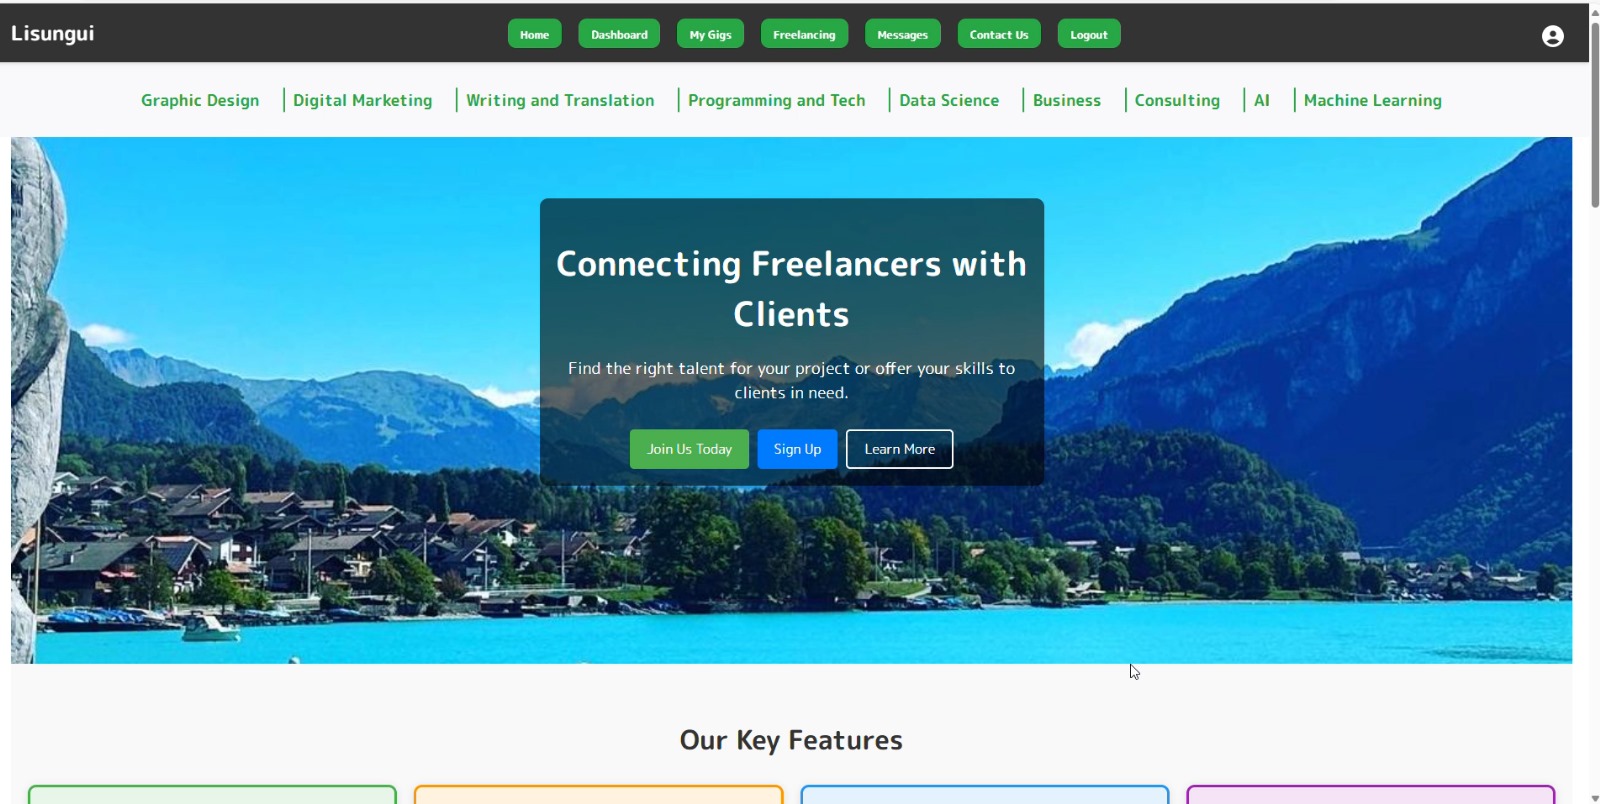 Lisungui
Home
Dashboard
My Gigs
Freelancing
Messages
Contact Us
Logout
Graphic Design
Digital Marketing
Writing and Translation
Programming and Tech
Data Science
Business
Consulting
AI
Machine Learning
Connecting Freelancers with
Clients
Find the right talent for your project or offer your skills to
clients in need.
Join Us Today
Sign Up
Learn More
Our Key Features